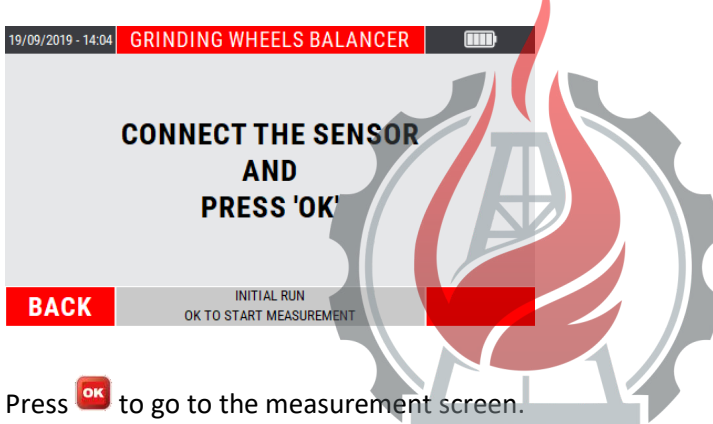 19/09/2019 - 14:04 GRINDING WHEELS BALANCER
CONNECT THE SENSOR
AND
PRESS 'OK'
BACK
INITIAL RUN
OK TO START MEASUREMENT
Press OK to go to the measurement screen.